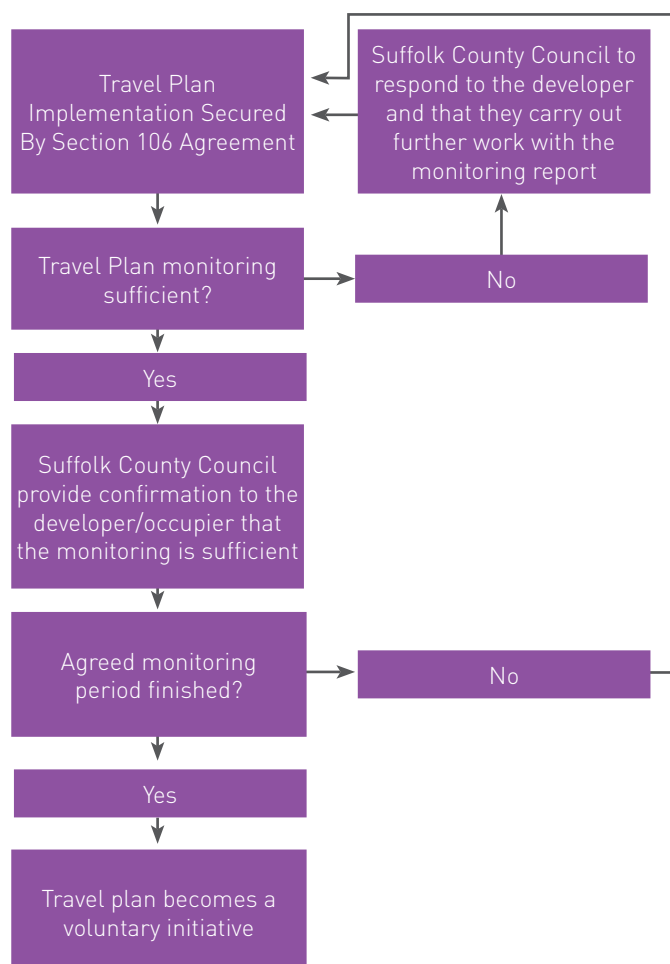 Travel Plan
Implementation Secured
By Section 106 Agreement
Suffolk County Council to
respond to the developer
and that they carry out
further work with the
monitoring report
Travel Plan monitoring
sufficient?
No
Yes
Suffolk County Council
provide confirmation to the
developer/occupier that
the monitoring is sufficient
Agreed monitoring
period finished?
No
Yes
Travel plan becomes a
voluntary initiative